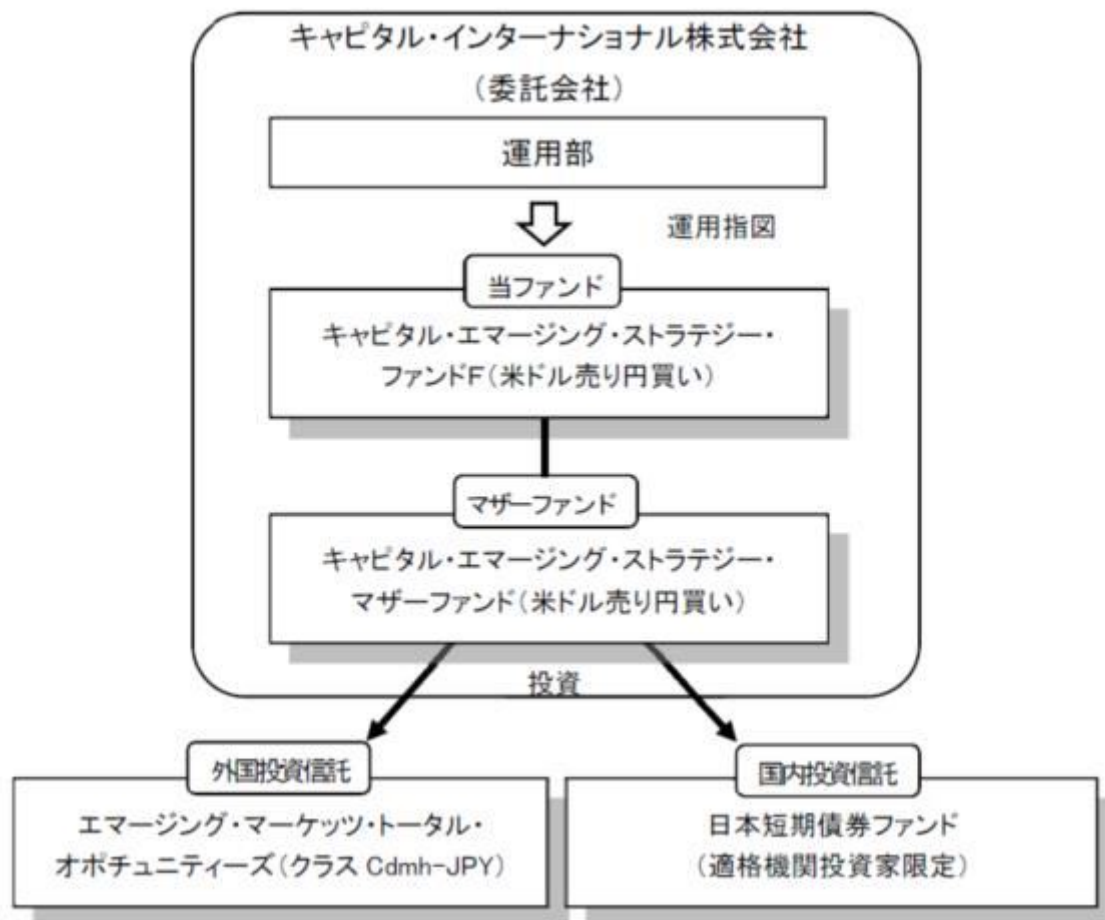 キャピタル・インターナショナル株式会社
（委託会社）
運用部
運用指図
当ファンド
キャピタル・エマージング・ストラテジー・
ファンドＦ（米ドル売り円買い）
マザーファンド
キャピタル・エマージング・ストラテジー・
マザーファンド（米ドル売り円買い）
投資
外国投資信託
エマージング・マーケッツ・トータル・
オポチュニティーズ（クラス Cdmh-JPY）
国内投資信託
日本短期債券ファンド
（適格機関投資家限定）